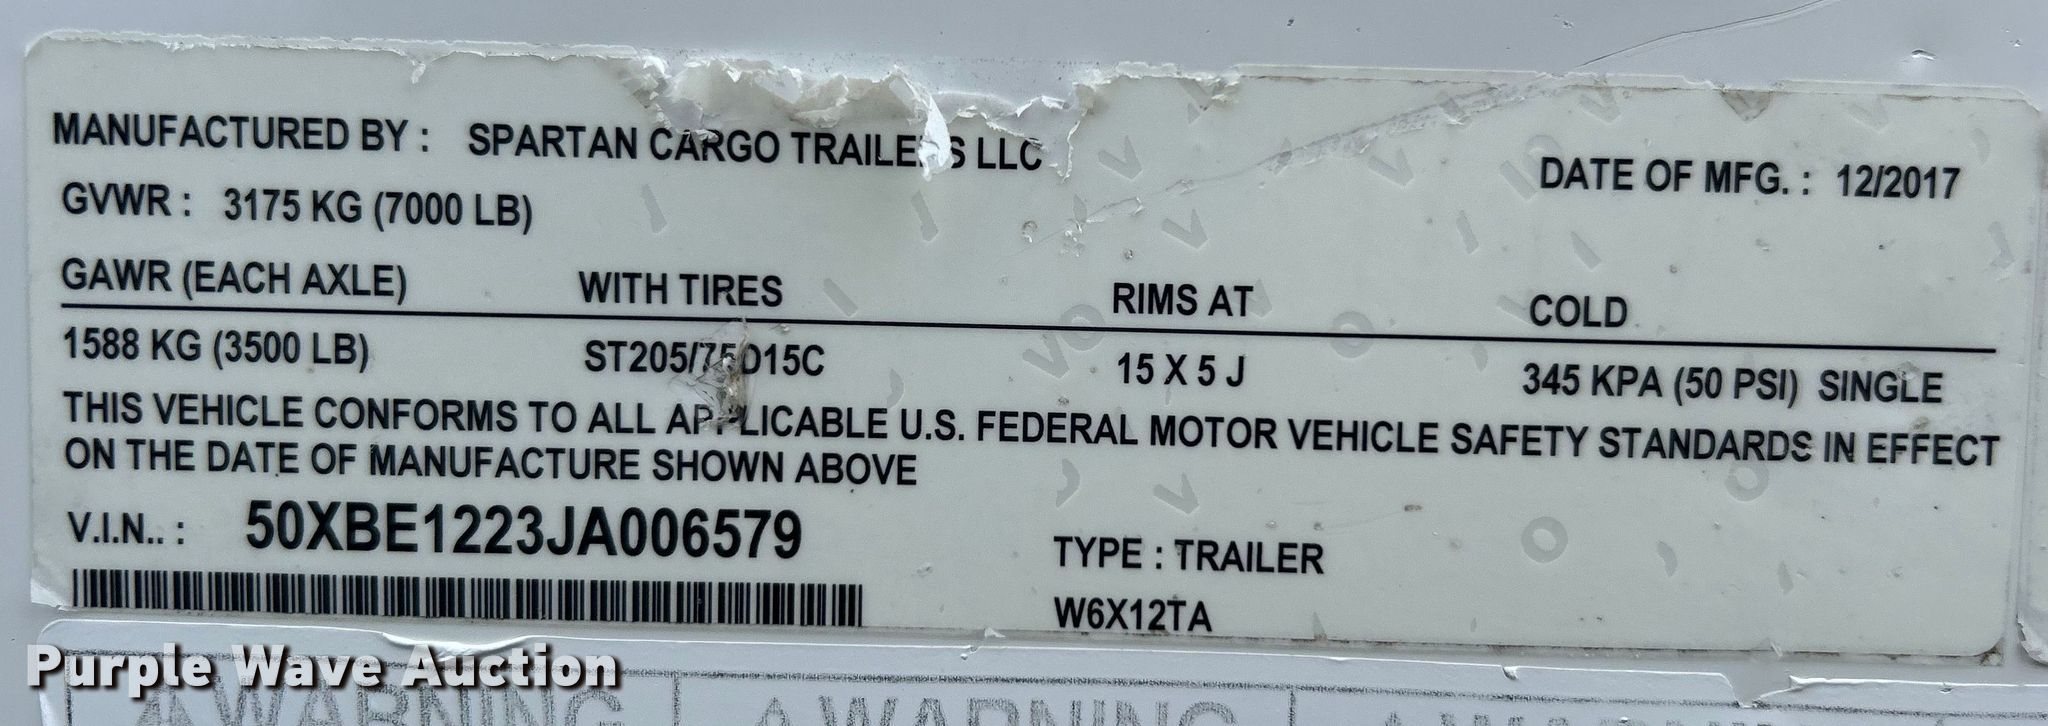 MANUFACTURED BY : SPARTAN CARGO TRAILERS LLC
DATE OF MFG. : 12/2017
GVWR : 3175 KG (7000 LB)
GAWR (EACH AXLE) WITH TIRES RIMS AT COLD
1588 KG (3500 LB) ST205/75D15C 15 X 5 J 345 KPA (50 PSI) SINGLE
THIS VEHICLE CONFORMS TO ALL APPLICABLE U.S. FEDERAL MOTOR VEHICLE SAFETY STANDARDS IN EFFECT
ON THE DATE OF MANUFACTURE SHOWN ABOVE
V.I.N.. : 50XBE1223JA006579
TYPE : TRAILER
W6X12TA
Purple Wave Auction
WARNING WARNING